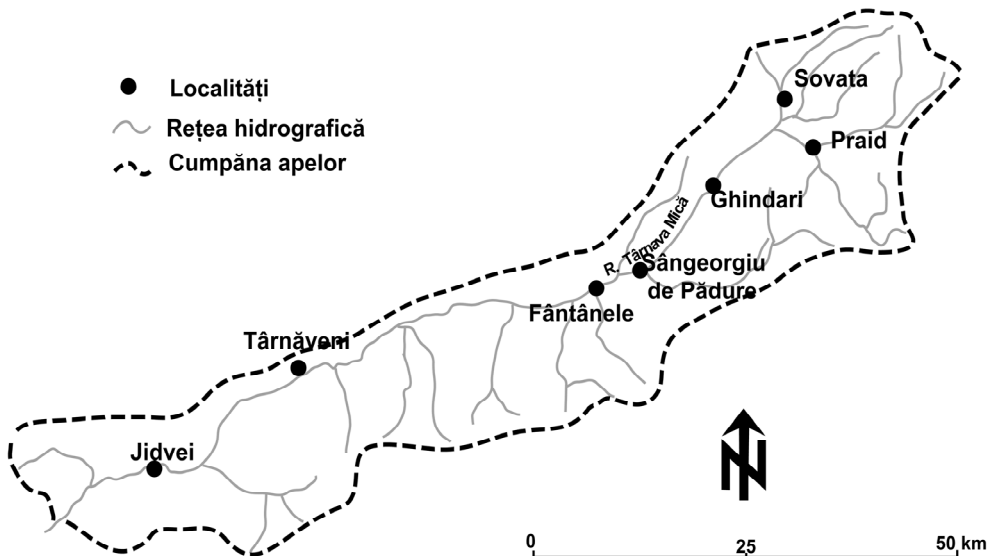 Localități
Rețea hidrografică
Cumpăna apelor
Sovata
Praid
Ghindari
R. Târnava Mică
Sângeorgiu
de Pădure
Fântânele
Târnăveni
Jidvei
N
0
25
50 km